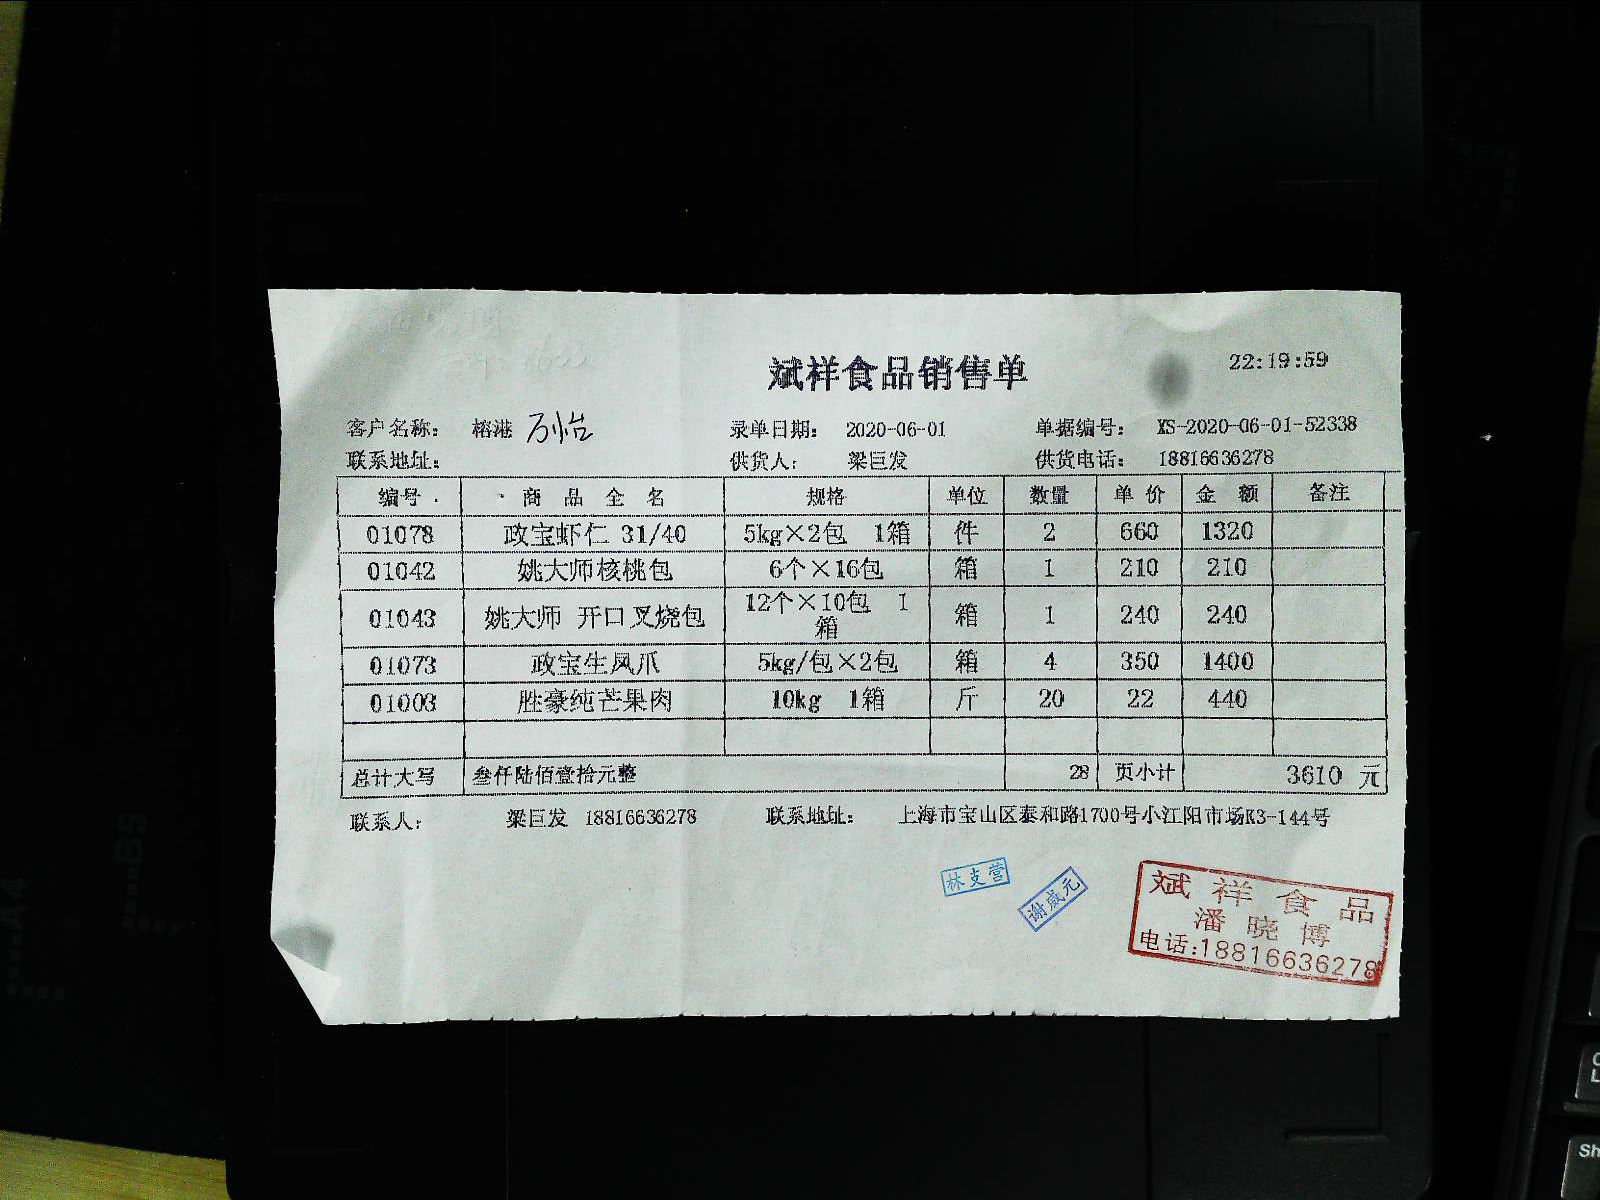 斌祥食品销售单 22:19:59
客户名称： 榕港 万怡 录单日期： 2020-06-01 单据编号： XS-2020-06-01-52338
联系地址： 供货人： 梁巨发 供货电话： 18816636278
编号 商品全名 规格 单位 数量 单价 金额 备注
01078 政宝虾仁 31/40 5kg×2包 1箱 件 2 660 1320
01042 姚大师核桃包 6个×16包 箱 1 210 210
01043 姚大师 开口叉烧包 12个×10包 1箱 箱 1 240 240
01073 政宝生凤爪 5kg/包×2包 箱 4 350 1400
01003 胜豪纯芒果肉 10kg 1箱 斤 20 22 440
总计大写 叁仟陆佰壹拾元整 28 页小计 3610 元
联系人： 梁巨发 18816636278 联系地址： 上海市宝山区泰和路1700号小江阳市场K3-144号
林支营
谢威元
斌祥食品
潘晓博
电话:18816636278
A4
B5
Sh